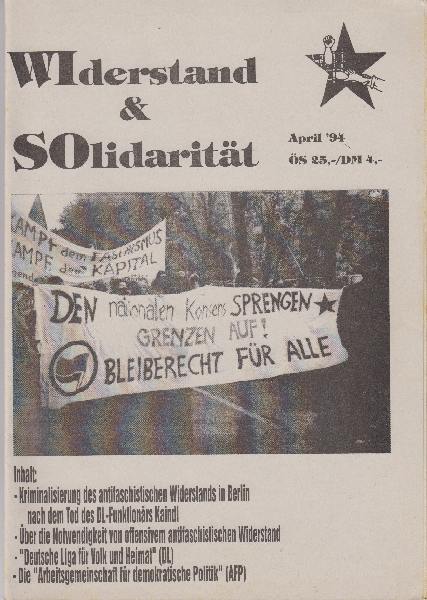 WIderstand
&
SOlidarität
April '94
ÖS 25,-/DM 4,-
KAMPF dem FASCHISMUS
KAMPF dem KAPITAL
DEN nationalen Konsens SPRENGEN
GRENZEN AUF!
BLEIBERECHT FÜR ALLE
Inhalt:
- Kriminalisierung des antifaschistischen Widerstands in Berlin
nach dem Tod des DL-Funktionärs Kaindl
- Über die Notwendigkeit von offensivem antifaschistischen Widerstand
- "Deutsche Liga für Volk und Heimat" (DL)
- Die "Arbeitsgemeinschaft für demokratische Politik" (AFP)